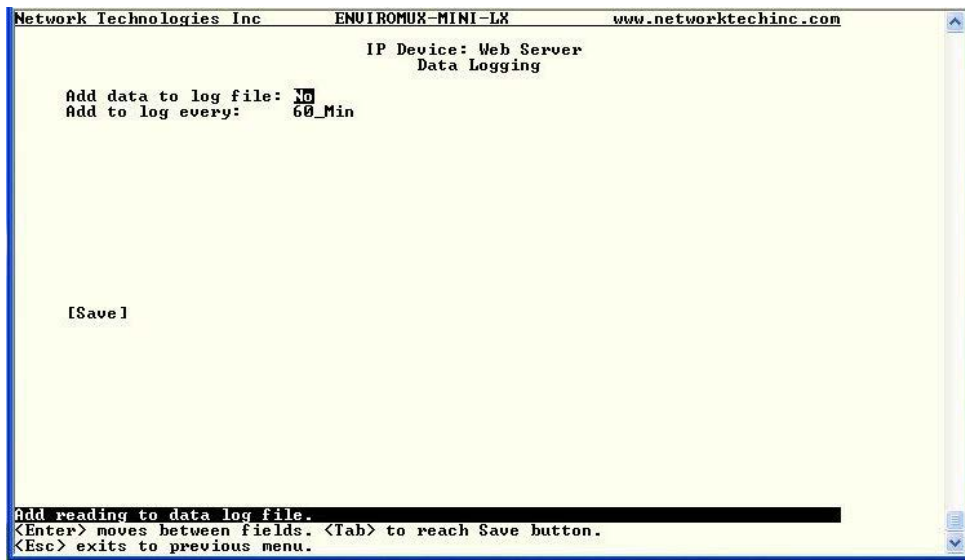 Network Technologies Inc ENVIROMUX-MINI-LX www.networktechinc.com
IP Device: Web Server
Data Logging
Add data to log file: No
Add to log every: 60_Min
[Save]
Add reading to data log file.
<Enter> moves between fields. <Tab> to reach Save button.
<Esc> exits to previous menu.